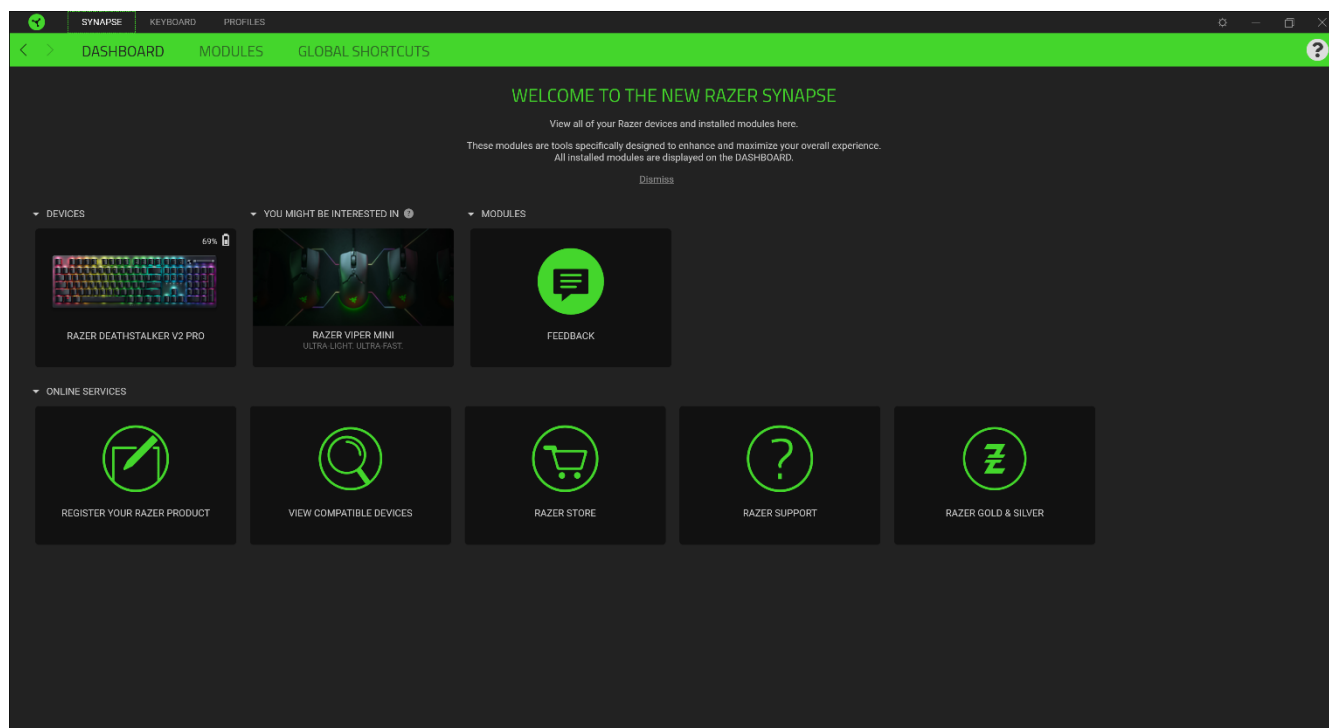 SYNAPSE KEYBOARD PROFILES
DASHBOARD MODULES GLOBAL SHORTCUTS
?
WELCOME TO THE NEW RAZER SYNAPSE
View all of your Razer devices and installed modules here.
These modules are tools specifically designed to enhance and maximize your overall experience.
All installed modules are displayed on the DASHBOARD.
Dismiss
DEVICES YOU MIGHT BE INTERESTED IN ? MODULES
69%
RAZER DEATHSTALKER V2 PRO RAZER VIPER MINI FEEDBACK
ULTRA-LIGHT. ULTRA-FAST.
ONLINE SERVICES
REGISTER YOUR RAZER PRODUCT VIEW COMPATIBLE DEVICES RAZER STORE RAZER SUPPORT RAZER GOLD & SILVER